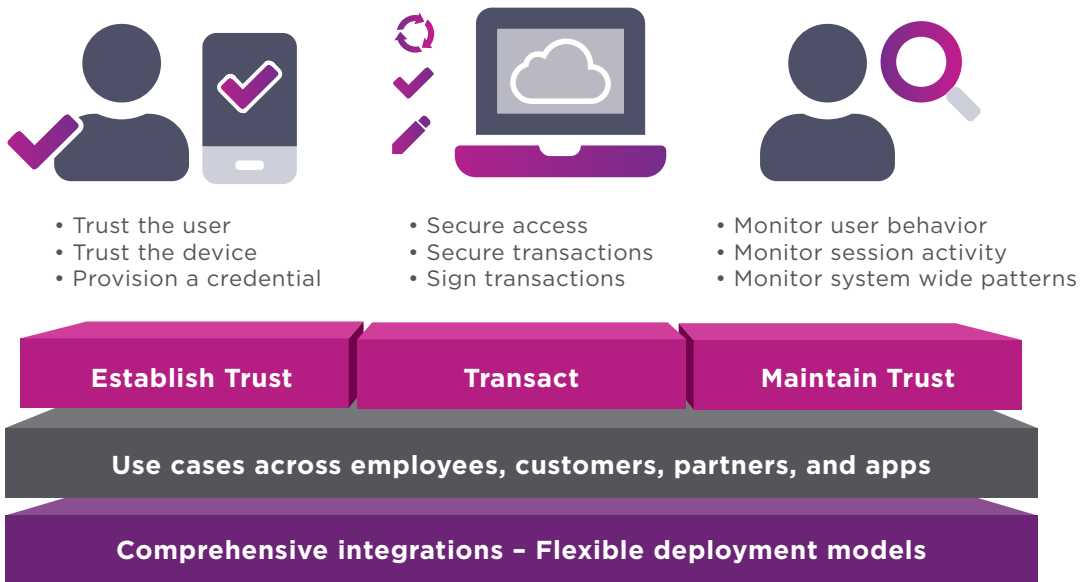 • Trust the user
• Trust the device
• Provision a credential
• Secure access
• Secure transactions
• Sign transactions
• Monitor user behavior
• Monitor session activity
• Monitor system wide patterns
Establish Trust
Transact
Maintain Trust
Use cases across employees, customers, partners, and apps
Comprehensive integrations – Flexible deployment models